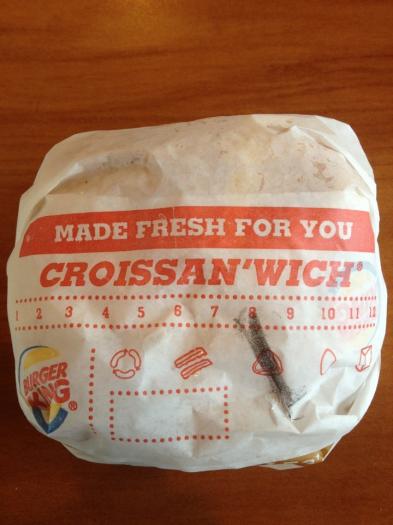 MADE FRESH FOR YOU
CROISSAN'WICH®
1 2 3 4 5 6 7 8 9 10 11 12
BURGER
KING®